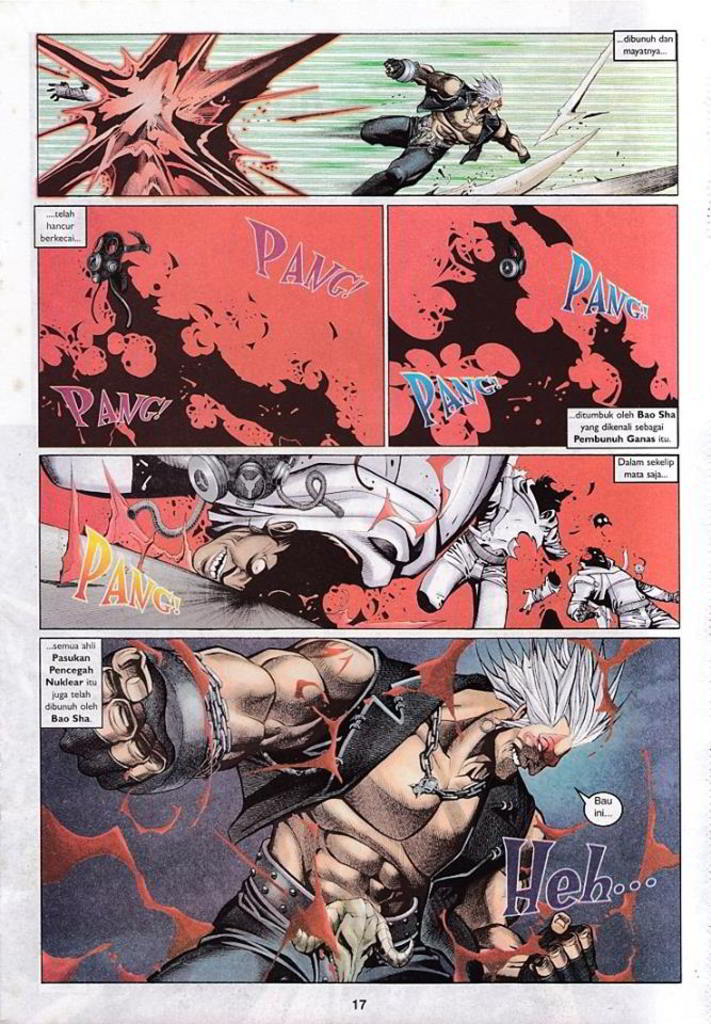 ...dibunuh dan
mayatnya...
....telah
hancur
berkecai...
PANG!
PANG!
PANG!
PANG!
...ditumbuk oleh Bao Sha
yang dikenali sebagai
Pembunuh Ganas itu.
Dalam sekelip
mata saja...
PANG!
...semua ahli
Pasukan
Pencegah
Nuklear itu
juga telah
dibunuh oleh
Bao Sha.
Bau
ini...
Heh...
17